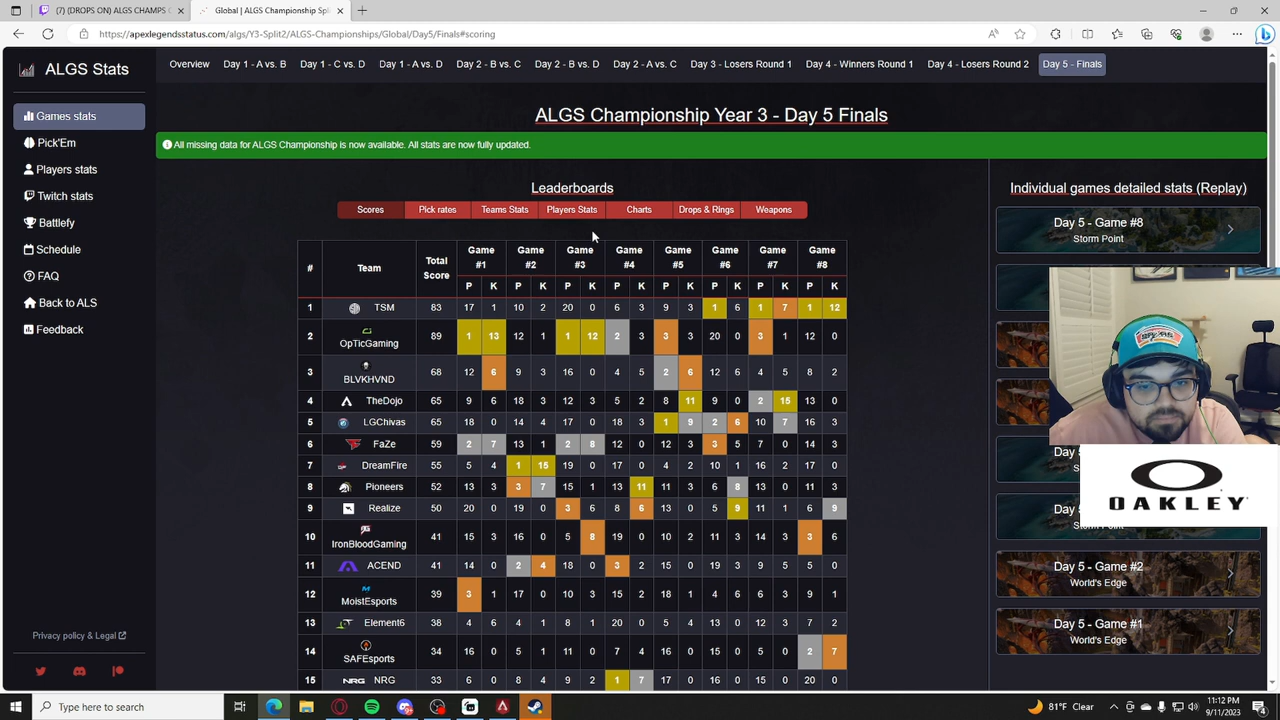 (7) (DROPS ON) ALGS CHAMPS
Global | ALGS Championship Spli
https://apexlegendsstatus.com/algs/Y3-Split2/ALGS-Championships/Global/Day5/Finals#scoring
ALGS Stats
Games stats
Pick'Em
Players stats
Twitch stats
Battlefy
Schedule
FAQ
Back to ALS
Feedback
Privacy policy & Legal
Overview Day 1 - A vs. B Day 1 - C vs. D Day 1 - A vs. D Day 2 - B vs. C Day 2 - B vs. D Day 2 - A vs. C Day 3 - Losers Round 1 Day 4 - Winners Round 1 Day 4 - Losers Round 2 Day 5 - Finals
ALGS Championship Year 3 - Day 5 Finals
All missing data for ALGS Championship is now available. All stats are now fully updated.
Leaderboards
Scores Pick rates Teams Stats Players Stats Charts Drops & Rings Weapons
# Team Total Score Game #1 Game #2 Game #3 Game #4 Game #5 Game #6 Game #7 Game #8
P K P K P K P K P K P K P K P K
1 TSM 83 17 1 10 2 20 0 6 3 9 3 1 6 1 7 1 12
2 OpTicGaming 89 1 13 12 1 1 12 2 3 3 3 20 0 3 1 12 0
3 BLVKHVND 68 12 6 9 3 16 0 4 5 2 6 12 6 4 5 8 2
4 TheDojo 65 9 6 18 3 12 3 5 2 8 11 9 0 2 15 13 0
5 LGChivas 65 18 0 14 4 17 0 18 3 1 9 2 6 10 7 16 3
6 FaZe 59 2 7 13 1 2 8 12 0 12 3 3 5 7 0 14 3
7 DreamFire 55 5 4 1 15 19 0 17 0 4 2 10 1 16 2 17 0
8 Pioneers 52 13 3 3 7 15 1 13 11 11 3 6 8 13 0 11 3
9 Realize 50 20 0 15 0 3 6 8 6 13 0 5 9 11 1 6 9
10 IronBloodGaming 41 15 3 16 0 5 8 19 0 10 2 11 3 14 3 3 6
11 ACEND 41 14 0 2 4 18 0 3 2 15 0 19 3 9 5 5 0
12 MoistEsports 39 3 1 17 0 10 3 15 2 18 1 4 6 6 3 9 1
13 Element6 38 4 6 4 1 8 1 20 0 5 4 13 0 12 3 7 2
14 SAFEsports 34 16 0 5 1 11 0 7 4 16 0 15 0 5 0 2 7
15 NRG 33 6 0 8 4 9 2 1 7 17 0 16 0 15 0 20 0
Individual games detailed stats (Replay)
Day 5 - Game #8
Storm Point
Day 5 - Game #2
World's Edge
Day 5 - Game #1
World's Edge
OAKLEY
Type here to search
81°F Clear
11:12 PM
9/11/2023